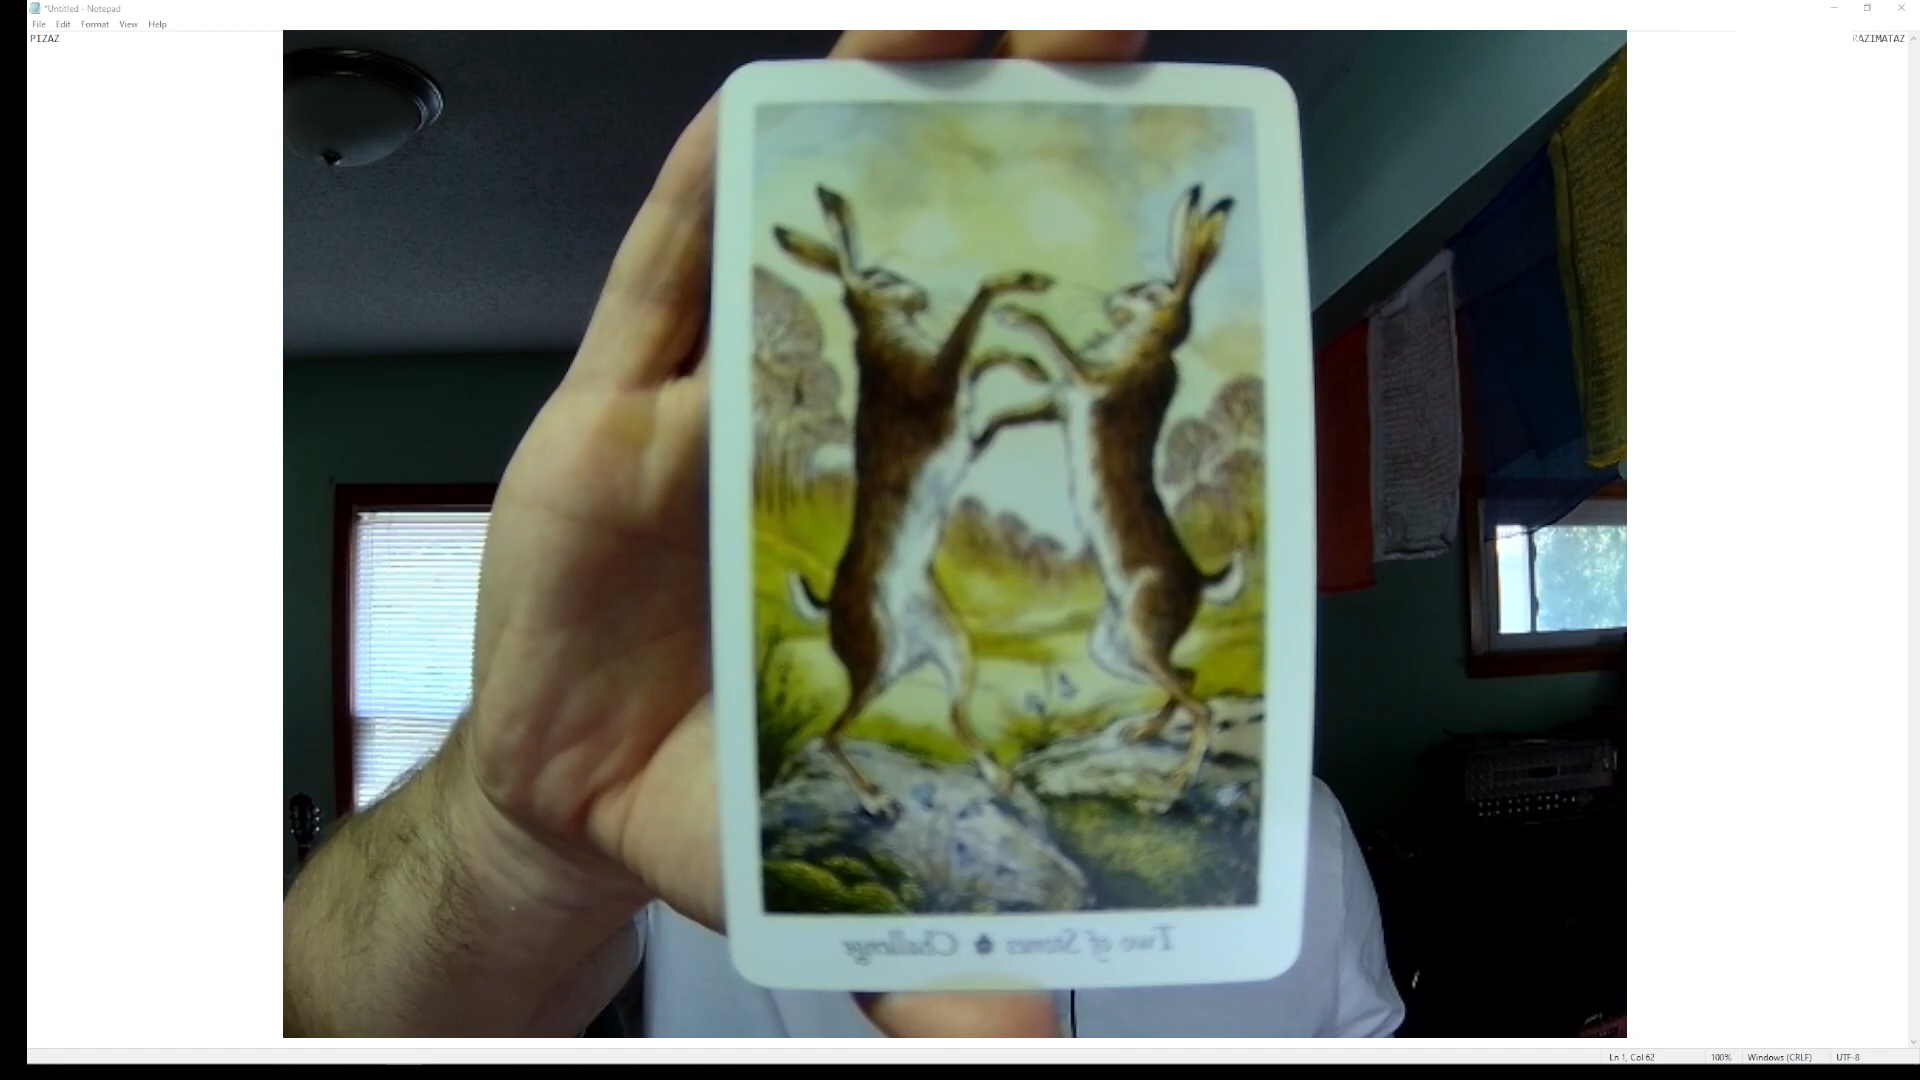 *Untitled - Notepad
File Edit Format View Help
PIZAZ RAZIMATAZ
Two of Stones Challenge
Ln 1, Col 62 100% Windows (CRLF) UTF-8